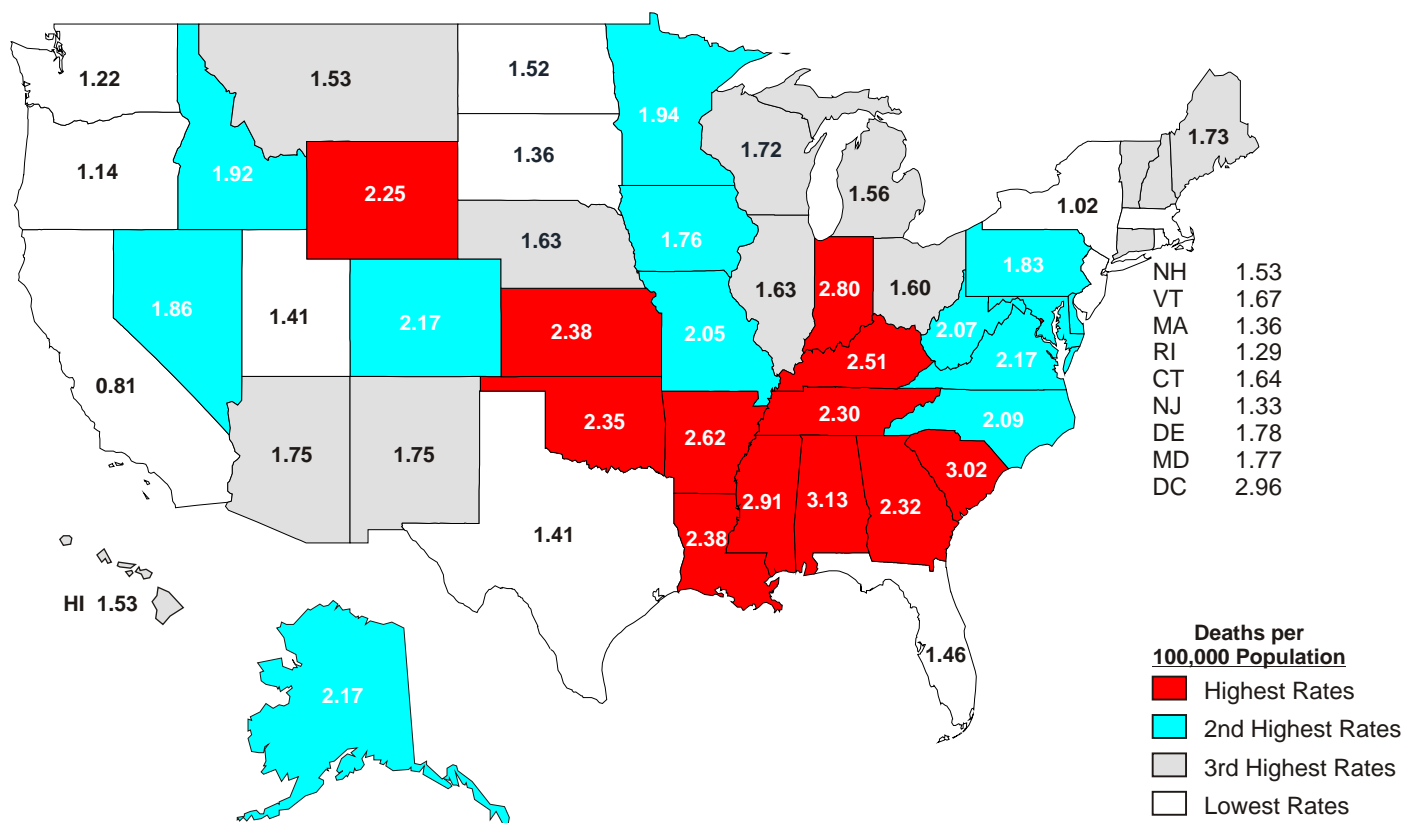 1.22
1.53
1.52
1.94
1.14
1.92
2.25
1.36
1.72
1.56
1.02
1.73
1.86
1.41
2.17
1.63
2.38
1.76
2.05
1.63
2.80
1.60
1.83
2.07
2.17
0.81
1.75
1.75
2.35
2.62
2.51
2.30
2.09
3.02
1.41
2.38
2.91
3.13
2.32
1.46
HI 1.53
2.17
NH 1.53
VT 1.67
MA 1.36
RI 1.29
CT 1.64
NJ 1.33
DE 1.78
MD 1.77
DC 2.96
Deaths per
100,000 Population
Highest Rates
2nd Highest Rates
3rd Highest Rates
Lowest Rates